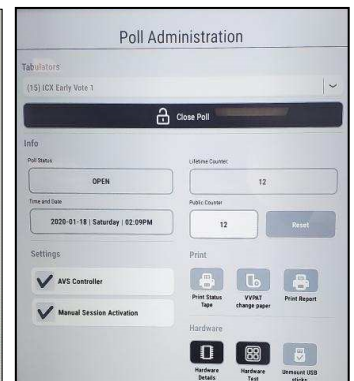 Poll Administration
Tabulators
(15) ICX Early Vote 1
Close Poll
Info
Poll Status
Lifetime Counter
OPEN
12
Time and Date
Public Counter
2020-01-18 | Saturday | 02:09PM
12
Reset
Settings
Print
AVS Controller
Manual Session Activation
Print Status
Tape
VVPAT
change paper
Print Report
Hardware
Hardware
Details
Hardware
Test
Unmount USB
sticks